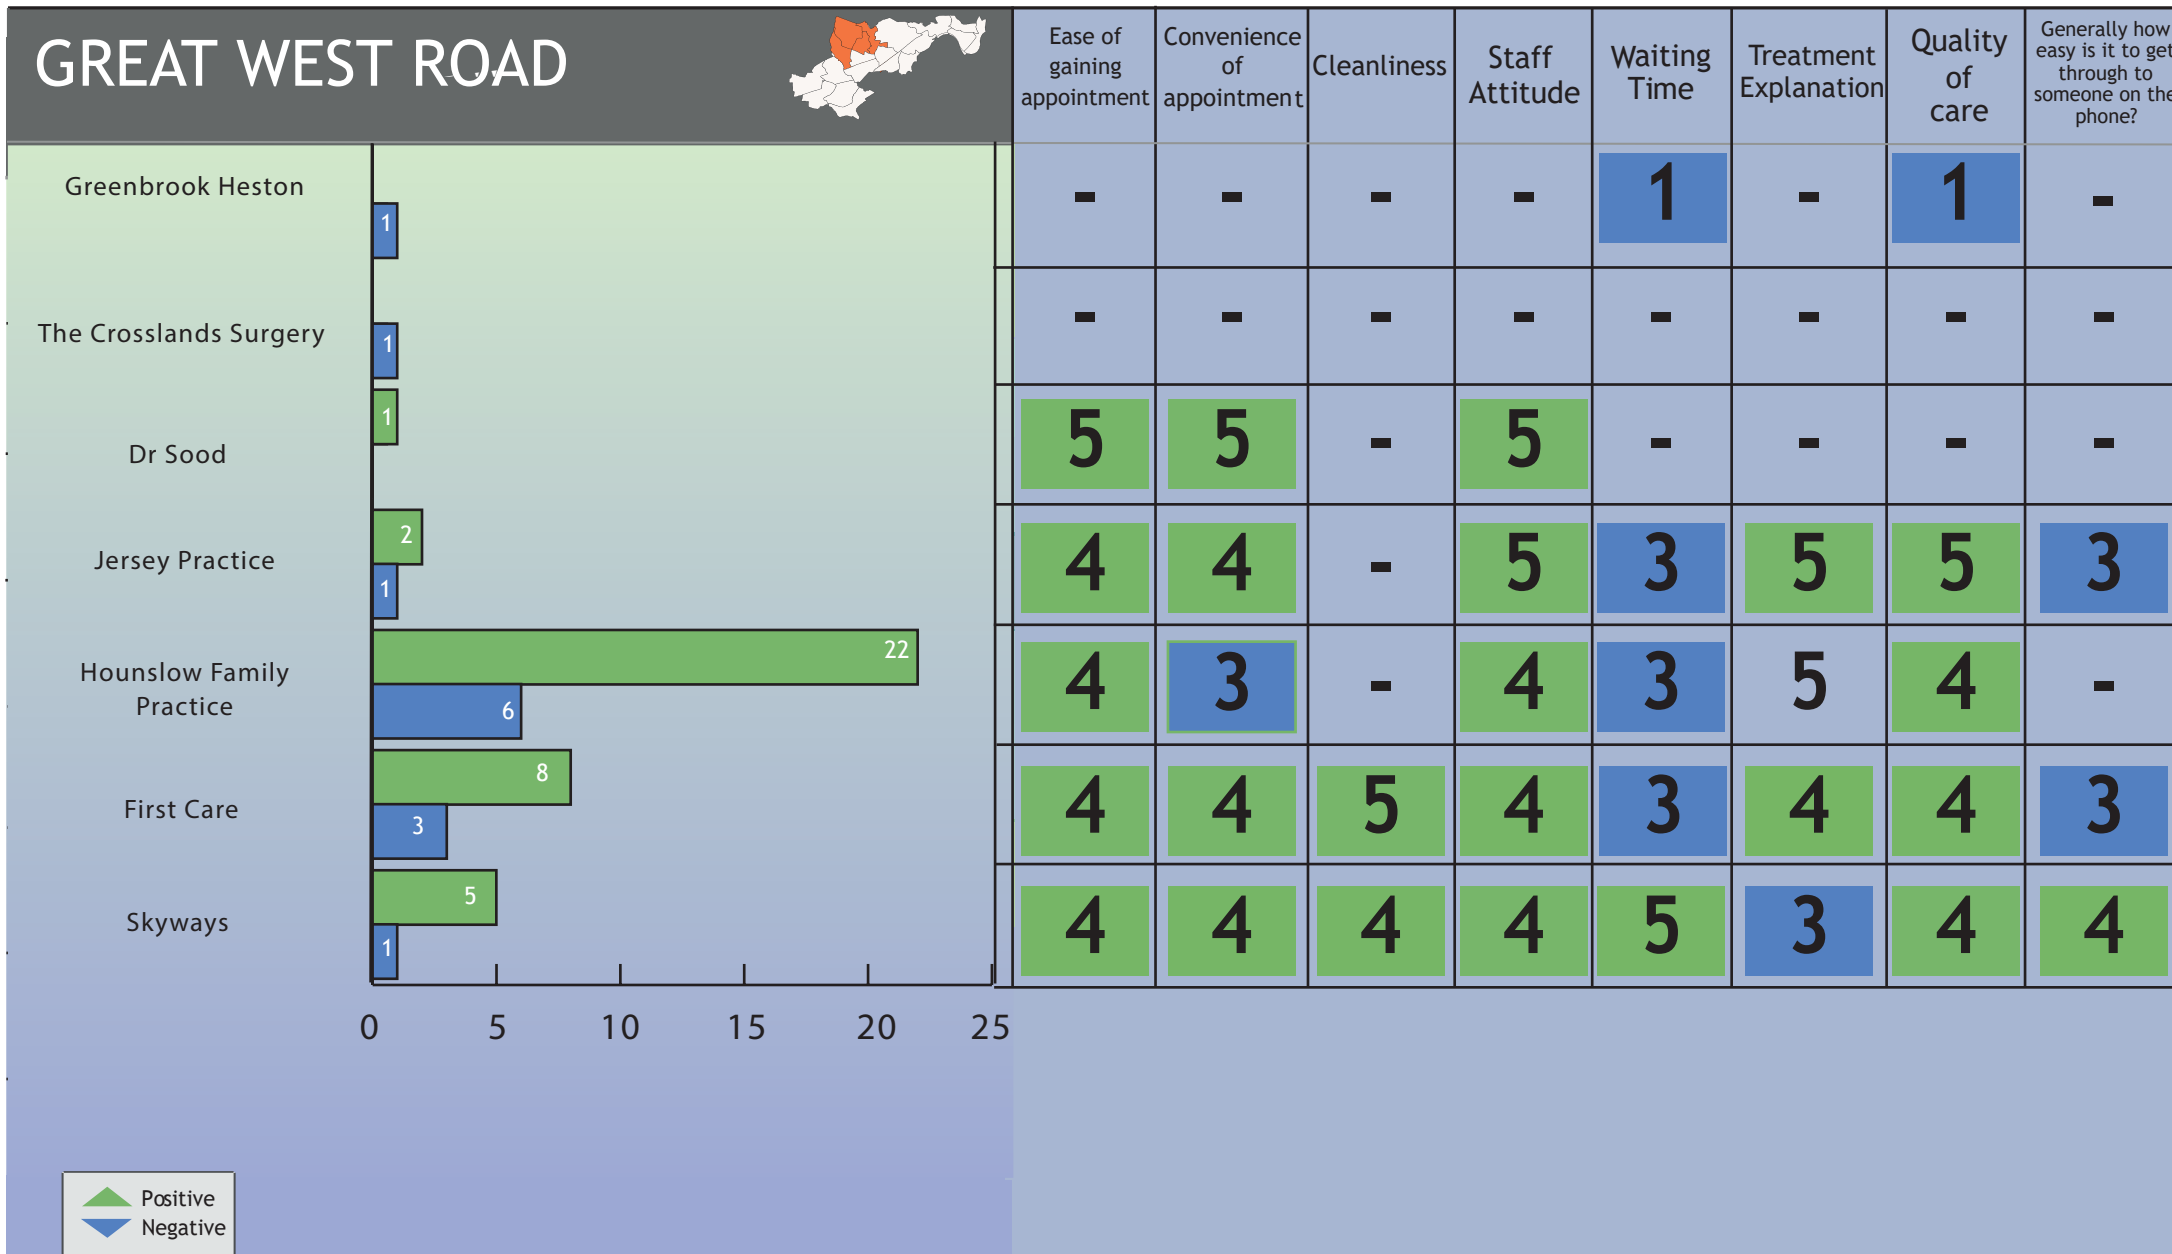 GREAT WEST ROAD
Ease of
gaining
appointment
Convenience
of
appointment
Cleanliness
Staff
Attitude
Waiting
Time
Treatment
Explanation
Quality
of
care
Generally how
easy is it to get
through to
someone on the
phone?
Greenbrook Heston
1
- - - - 1 - 1 -
The Crosslands Surgery
1
- - - - - - - -
Dr Sood
1
5 5 - 5 - - - -
Jersey Practice
2
1
4 4 - 5 3 5 5 3
Hounslow Family
Practice
22
6
4 3 - 4 3 5 4 -
First Care
8
3
4 4 5 4 3 4 4 3
Skyways
5
1
4 4 4 4 5 3 4 4
0 5 10 15 20 25
Positive
Negative